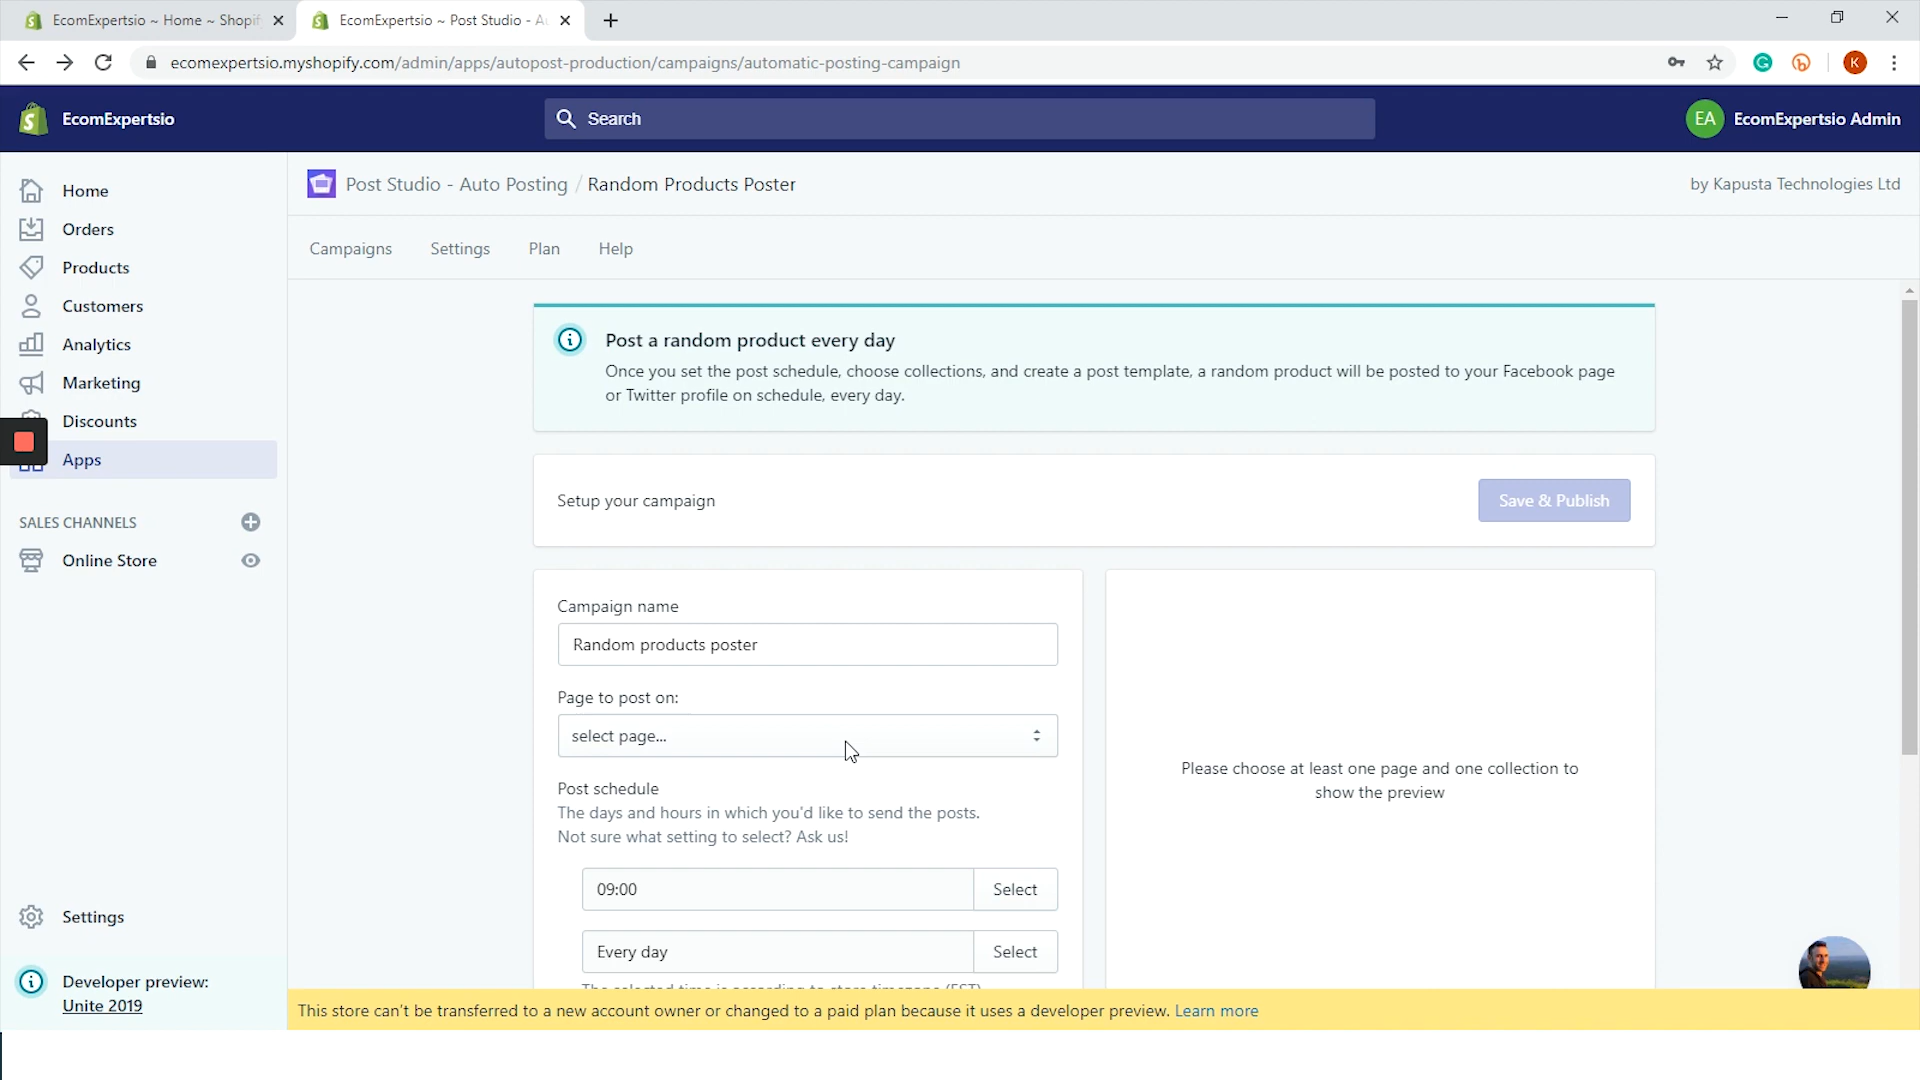 EcomExpertsio ~ Home ~ Shopif
EcomExpertsio ~ Post Studio - Au
ecomexpertsio.myshopify.com/admin/apps/autopost-production/campaigns/automatic-posting-campaign
K
EcomExpertsio
Search
EA
EcomExpertsio Admin
Home
Orders
Products
Customers
Analytics
Marketing
Discounts
Apps
SALES CHANNELS
Online Store
Settings
Developer preview:
Unite 2019
Post Studio - Auto Posting / Random Products Poster
by Kapusta Technologies Ltd
Campaigns
Settings
Plan
Help
Post a random product every day
Once you set the post schedule, choose collections, and create a post template, a random product will be posted to your Facebook page
or Twitter profile on schedule, every day.
Setup your campaign
Save & Publish
Campaign name
Random products poster
Page to post on:
select page...
Post schedule
The days and hours in which you'd like to send the posts.
Not sure what setting to select? Ask us!
09:00
Select
Every day
Select
The selected time is according to store timezone (EST)
Please choose at least one page and one collection to
show the preview
This store can't be transferred to a new account owner or changed to a paid plan because it uses a developer preview. Learn more